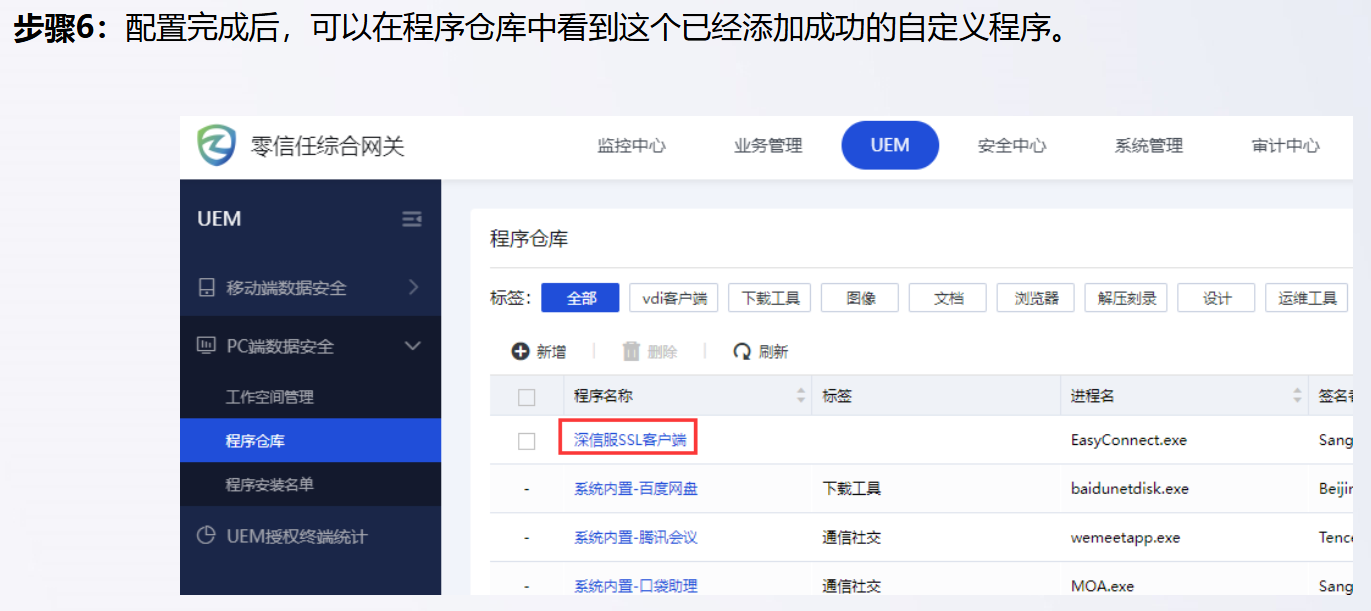 步骤6：配置完成后，可以在程序仓库中看到这个已经添加成功的自定义程序。
零信任综合网关 监控中心 业务管理 UEM 安全中心 系统管理 审计中心
UEM
移动端数据安全
PC端数据安全
工作空间管理
程序仓库
程序安装名单
UEM授权终端统计
程序仓库
标签： 全部 vdi客户端 下载工具 图像 文档 浏览器 解压刻录 设计 运维工具
新增 删除 刷新
程序名称 标签 进程名 签名
深信服SSL客户端 EasyConnect.exe Sang
- 系统内置-百度网盘 下载工具 baidunetdisk.exe Beijin
- 系统内置-腾讯会议 通信社交 wemeetapp.exe Tence
- 系统内置-口袋助理 通信社交 MOA.exe Sang